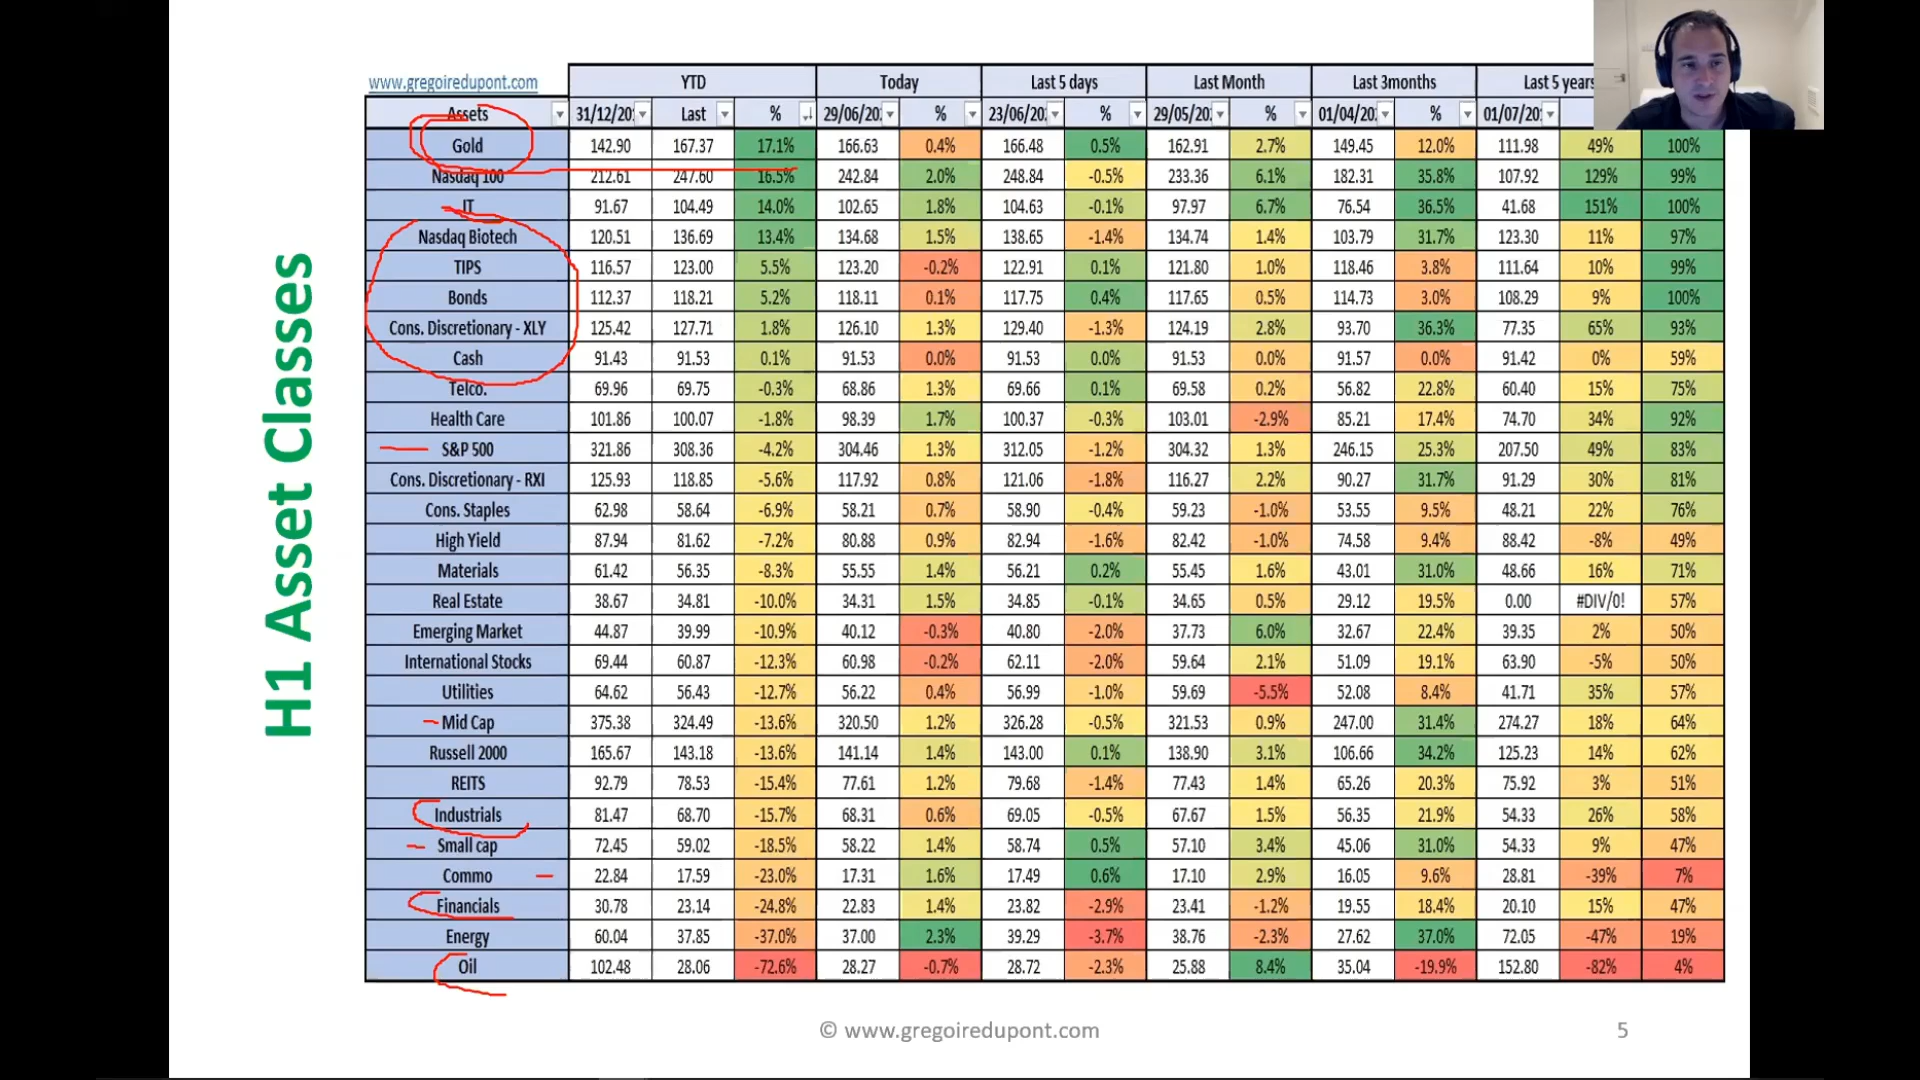 H1 Asset Classes
www.gregoiredupont.com YTD Today Last 5 days Last Month Last 3months Last 5 years
Assets 31/12/20 Last % 29/06/20 % 23/06/20 % 29/05/20 % 01/04/20 % 01/07/20
Gold 142.90 167.37 17.1% 166.63 0.4% 166.48 0.5% 162.91 2.7% 149.45 12.0% 111.98 49% 100%
Nasdaq 100 212.61 247.60 16.5% 242.84 2.0% 248.84 -0.5% 233.36 6.1% 182.31 35.8% 107.92 129% 99%
IT 91.67 104.49 14.0% 102.65 1.8% 104.63 -0.1% 97.97 6.7% 76.54 36.5% 41.68 151% 100%
Nasdaq Biotech 120.51 136.69 13.4% 134.68 1.5% 138.65 -1.4% 134.74 1.4% 103.79 31.7% 123.30 11% 97%
TIPS 116.57 123.00 5.5% 123.20 -0.2% 122.91 0.1% 121.80 1.0% 118.46 3.8% 111.64 10% 99%
Bonds 112.37 118.21 5.2% 118.11 0.1% 117.75 0.4% 117.65 0.5% 114.73 3.0% 108.29 9% 100%
Cons. Discretionary - XLY 125.42 127.71 1.8% 126.10 1.3% 129.40 -1.3% 124.19 2.8% 93.70 36.3% 77.35 65% 93%
Cash 91.43 91.53 0.1% 91.53 0.0% 91.53 0.0% 91.53 0.0% 91.57 0.0% 91.42 0% 59%
Telco. 69.96 69.75 -0.3% 68.86 1.3% 69.66 0.1% 69.58 0.2% 56.82 22.8% 60.40 15% 75%
Health Care 101.86 100.07 -1.8% 98.39 1.7% 100.37 -0.3% 103.01 -2.9% 85.21 17.4% 74.70 34% 92%
S&P 500 321.86 308.36 -4.2% 304.46 1.3% 312.05 -1.2% 304.32 1.3% 246.15 25.3% 207.50 49% 83%
Cons. Discretionary - RXI 125.93 118.85 -5.6% 117.92 0.8% 121.06 -1.8% 116.27 2.2% 90.27 31.7% 91.29 30% 81%
Cons. Staples 62.98 58.64 -6.9% 58.21 0.7% 58.90 -0.4% 59.23 -1.0% 53.55 9.5% 48.21 22% 76%
High Yield 87.94 81.62 -7.2% 80.88 0.9% 82.94 -1.6% 82.42 -1.0% 74.58 9.4% 88.42 -8% 49%
Materials 61.42 56.35 -8.3% 55.55 1.4% 56.21 0.2% 55.45 1.6% 43.01 31.0% 48.66 16% 71%
Real Estate 38.67 34.81 -10.0% 34.31 1.5% 34.85 -0.1% 34.65 0.5% 29.12 19.5% 0.00 #DIV/0! 57%
Emerging Market 44.87 39.99 -10.9% 40.12 -0.3% 40.80 -2.0% 37.73 6.0% 32.67 22.4% 39.35 2% 50%
International Stocks 69.44 60.87 -12.3% 60.98 -0.2% 62.11 -2.0% 59.64 2.1% 51.09 19.1% 63.90 -5% 50%
Utilities 64.62 56.43 -12.7% 56.22 0.4% 56.99 -1.0% 59.69 -5.5% 52.08 8.4% 41.71 35% 57%
Mid Cap 375.38 324.49 -13.6% 320.50 1.2% 326.28 -0.5% 321.53 0.9% 247.00 31.4% 274.27 18% 64%
Russell 2000 165.67 143.18 -13.6% 141.14 1.4% 143.00 0.1% 138.90 3.1% 106.66 34.2% 125.23 14% 62%
REITS 92.79 78.53 -15.4% 77.61 1.2% 79.68 -1.4% 77.43 1.4% 65.26 20.3% 75.92 3% 51%
Industrials 81.47 68.70 -15.7% 68.31 0.6% 69.05 -0.5% 67.67 1.5% 56.35 21.9% 54.33 26% 58%
Small cap 72.45 59.02 -18.5% 58.22 1.4% 58.74 0.5% 57.10 3.4% 45.06 31.0% 54.33 9% 47%
Commo 22.84 17.59 -23.0% 17.31 1.6% 17.49 0.6% 17.10 2.9% 16.05 9.6% 28.81 -39% 7%
Financials 30.78 23.14 -24.8% 22.83 1.4% 23.82 -2.9% 23.41 -1.2% 19.55 18.4% 20.10 15% 47%
Energy 60.04 37.85 -37.0% 37.00 2.3% 39.29 -3.7% 38.76 -2.3% 27.62 37.0% 72.05 -47% 19%
Oil 102.48 28.06 -72.6% 28.27 -0.7% 28.72 -2.3% 25.88 8.4% 35.04 -19.9% 152.80 -82% 4%
© www.gregoiredupont.com 5